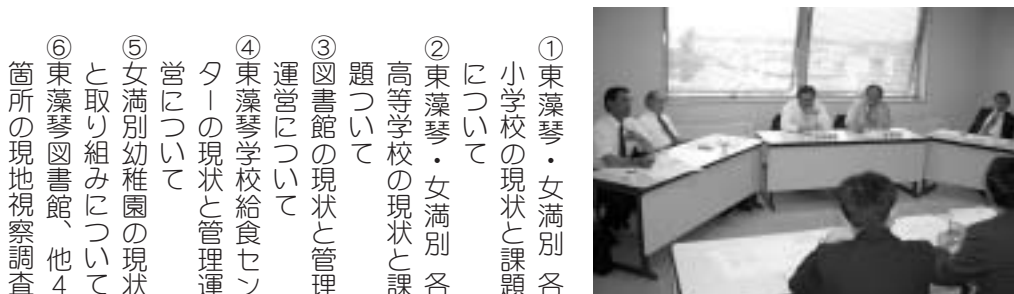 ①東藻琴・女満別 各
小学校の現状と課題
について
②東藻琴・女満別 各
高等学校の現状と課
題ついて
③図書館の現状と管理
運営について
④東藻琴学校給食セン
ターの現状と管理運
営について
⑤女満別幼稚園の現状
と取り組みについて
⑥東藻琴図書館、他4
箇所の現地視察調査